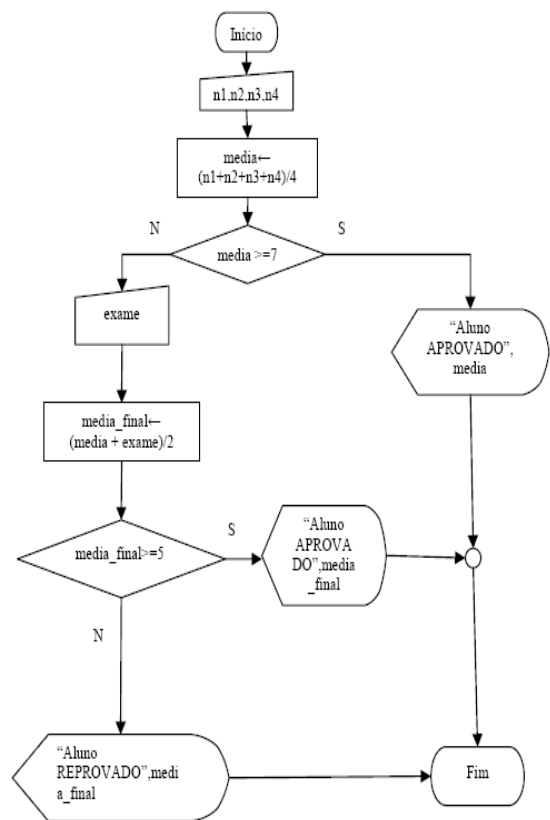 Início
n1,n2,n3,n4
media←
(n1+n2+n3+n4)/4
N
S
media >=7
exame
“Aluno
APROVADO”,
media
media_final←
(media + exame)/2
media_final>=5
S
“Aluno
APROVA
DO”,media
_final
N
“Aluno
REPROVADO”,medi
a_final
Fim